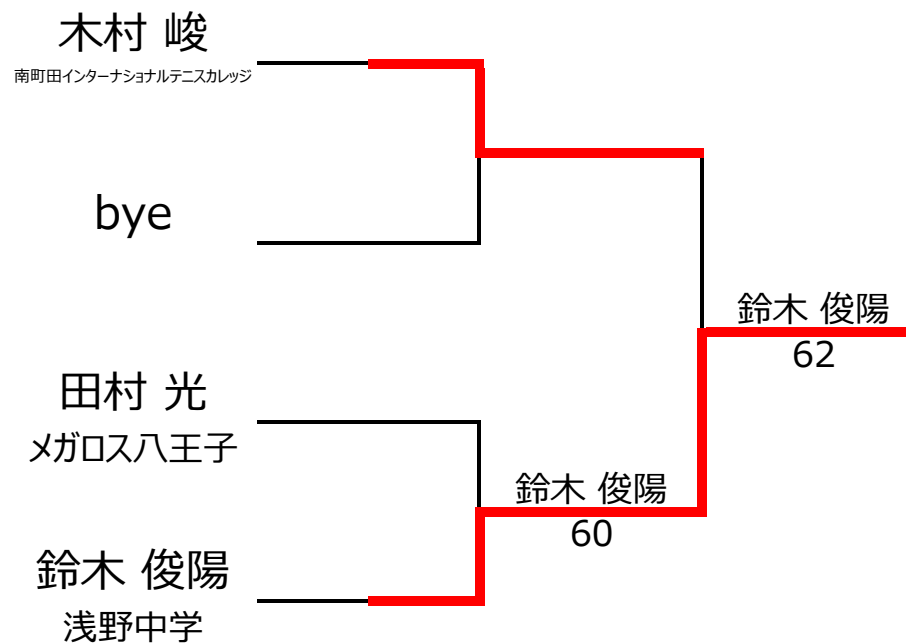 木村 峻
南町田インターナショナルテニスカレッジ
bye
鈴木 俊陽
62
田村 光
メガロス八王子
鈴木 俊陽
60
鈴木 俊陽
浅野中学